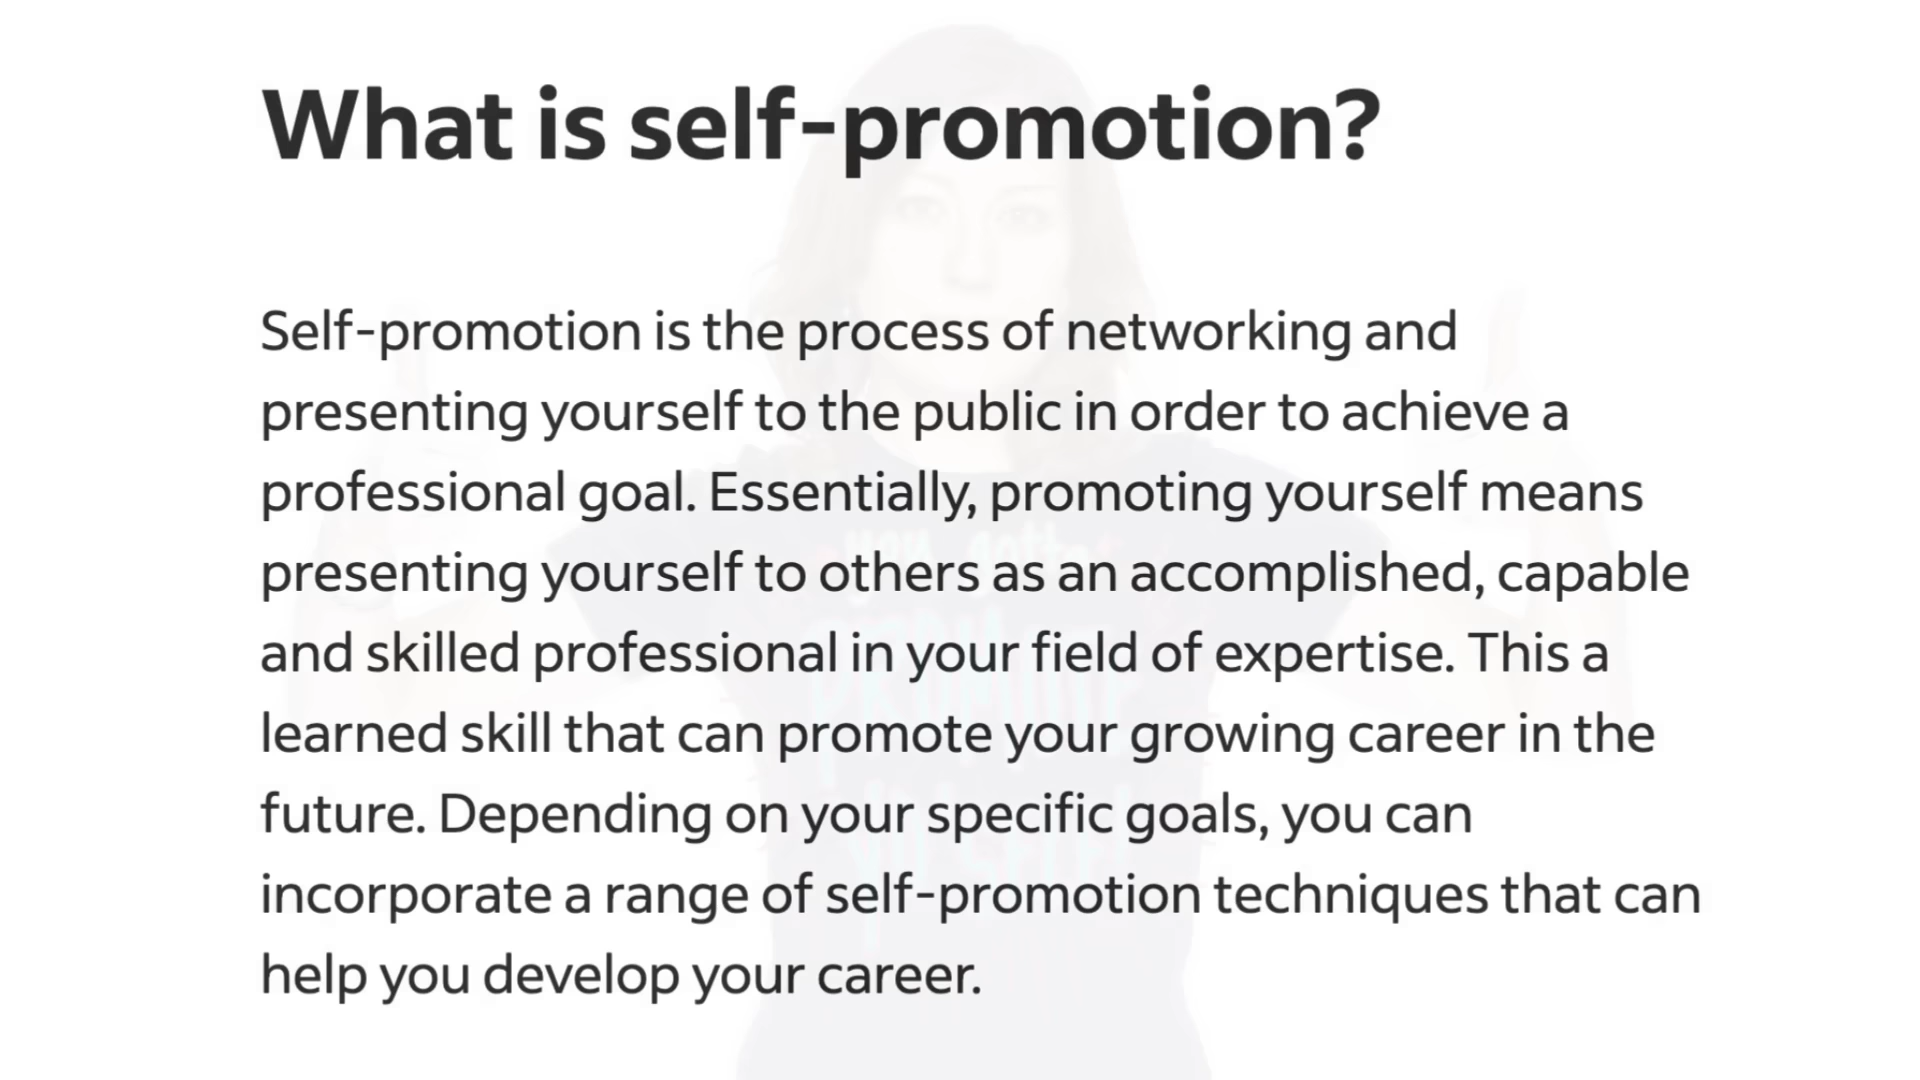 What is self-promotion?
Self-promotion is the process of networking and
presenting yourself to the public in order to achieve a
professional goal. Essentially, promoting yourself means
presenting yourself to others as an accomplished, capable
and skilled professional in your field of expertise. This a
learned skill that can promote your growing career in the
future. Depending on your specific goals, you can
incorporate a range of self-promotion techniques that can
help you develop your career.